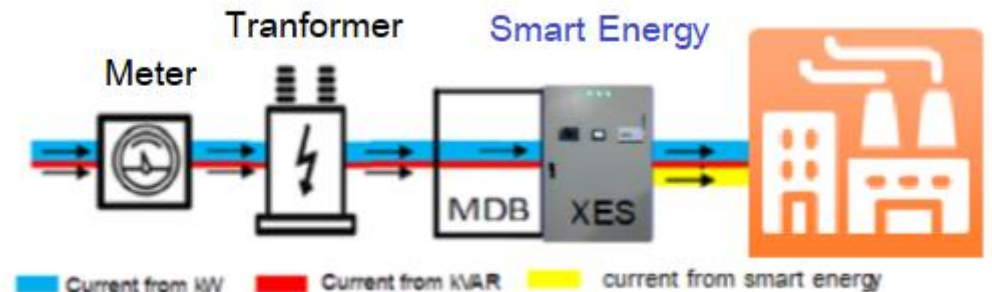 Tranformer
Smart Energy
Meter
MDB
XES
Current from kW
Current from kVAR
current from smart energy